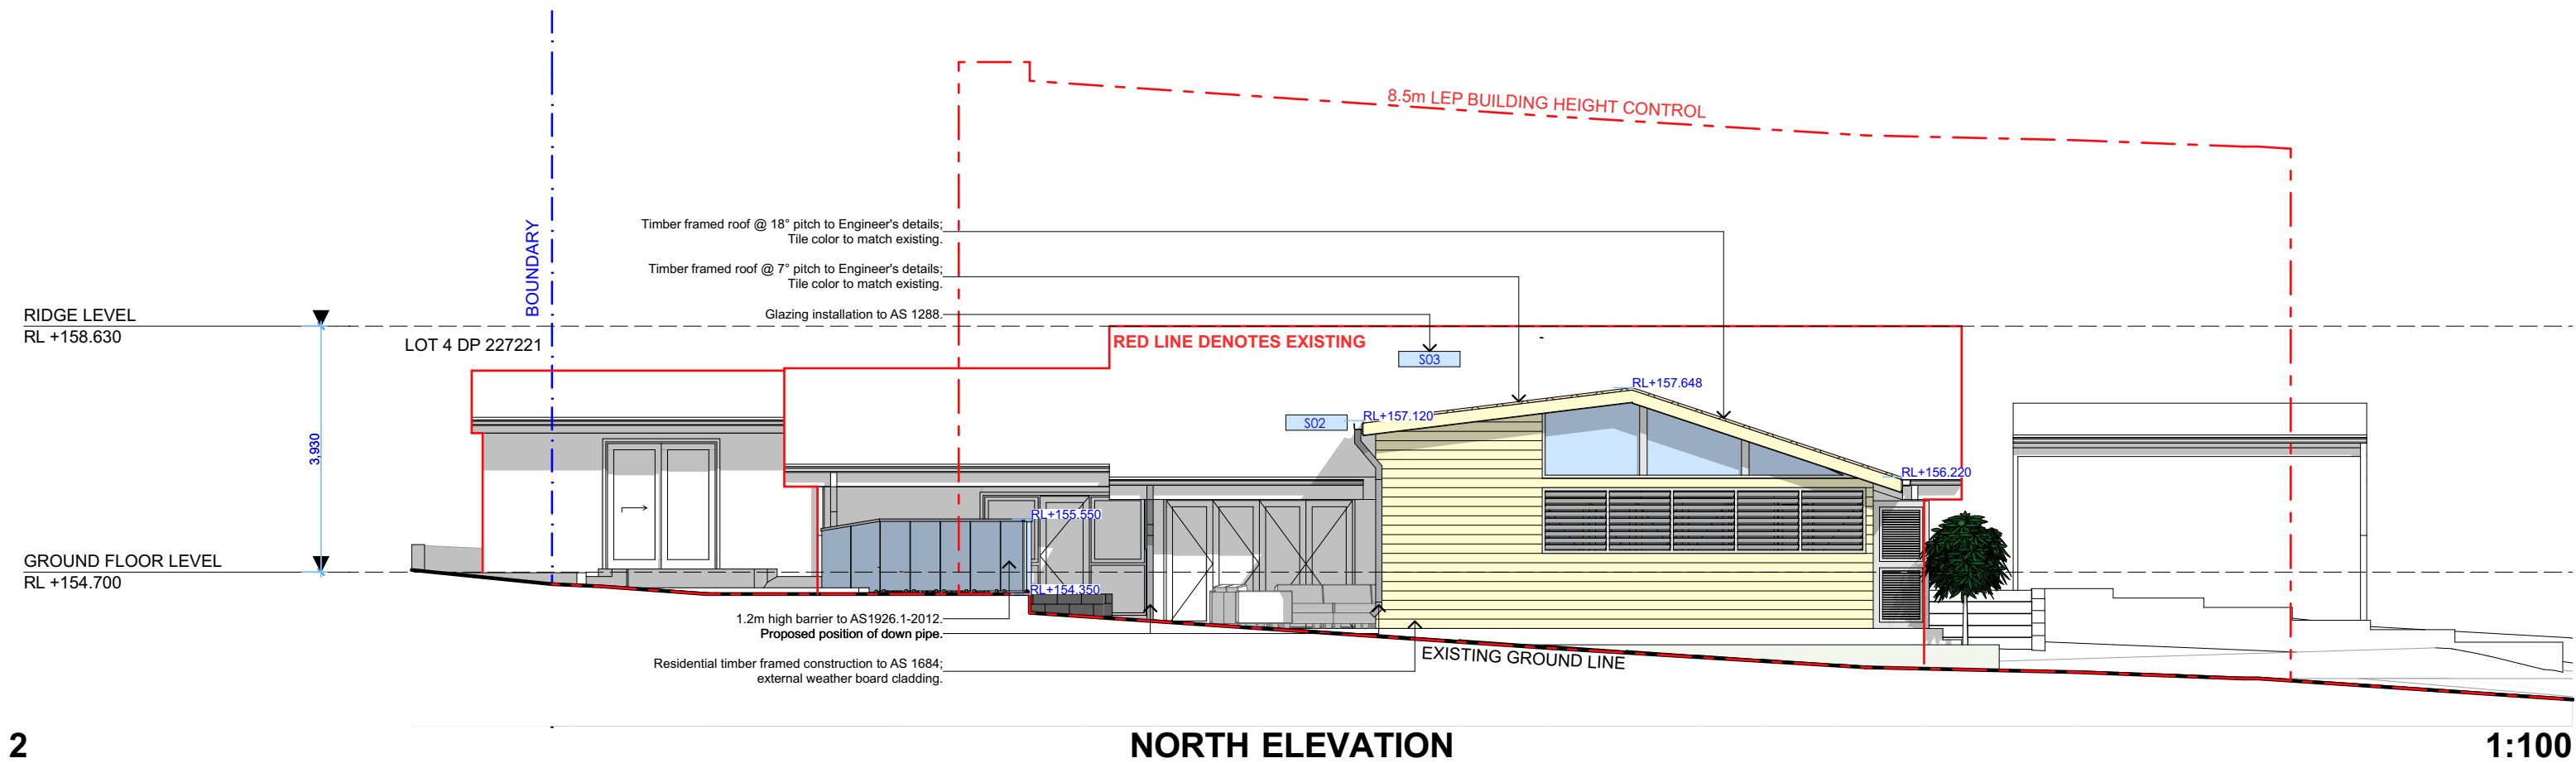 8.5m LEP BUILDING HEIGHT CONTROL
BOUNDARY
Timber framed roof @ 18° pitch to Engineer's details;
Tile color to match existing.
Timber framed roof @ 7° pitch to Engineer's details;
Tile color to match existing.
Glazing installation to AS 1288.
RIDGE LEVEL
RL +158.630
LOT 4 DP 227221
RED LINE DENOTES EXISTING
S03
RL+157.648
S02
RL+157.120
3,930
RL+156.220
RL+155.550
GROUND FLOOR LEVEL
RL +154.700
RL+154.350
1.2m high barrier to AS1926.1-2012.
Proposed position of down pipe.
Residential timber framed construction to AS 1684;
external weather board cladding.
EXISTING GROUND LINE
2
NORTH ELEVATION
1:100